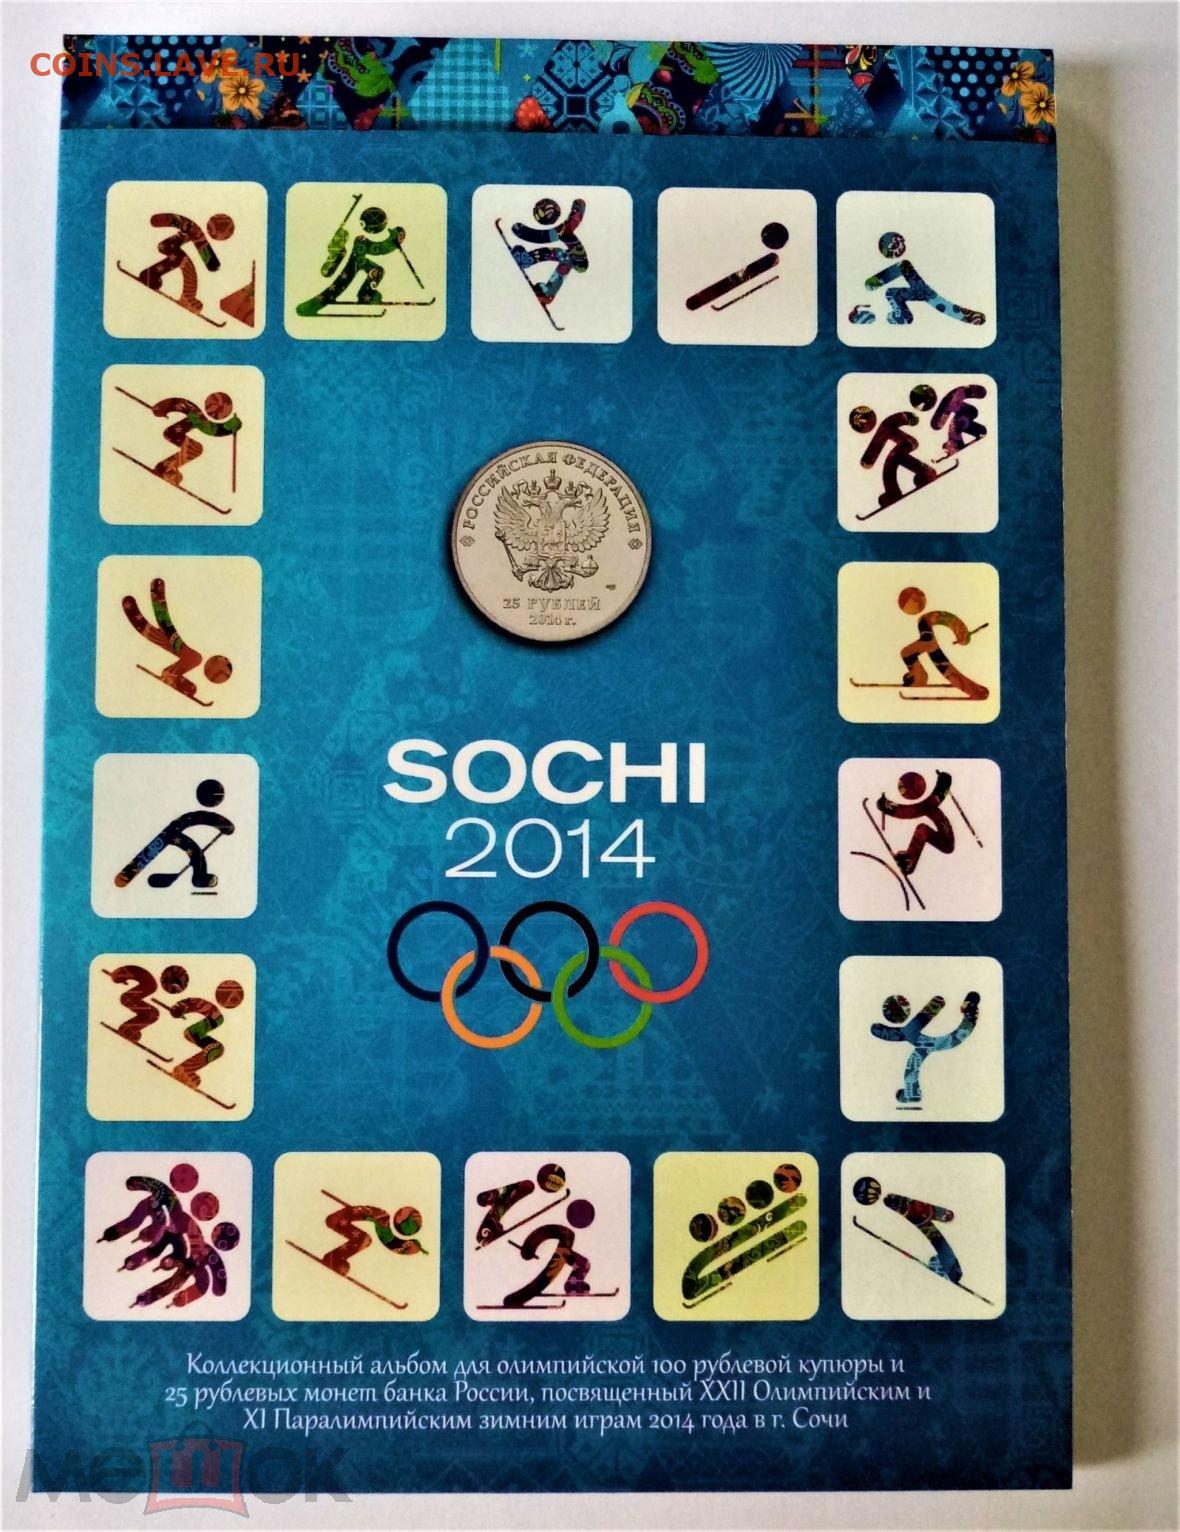 COINS.LAVE.RU
РОССИЙСКАЯ ФЕДЕРАЦИЯ
25 РУБЛЕЙ
2014 г.
SOCHI
2014
Коллекционный альбом для олимпийской 100 рублевой купюры и
25 рублевых монет банка России, посвященный XXII Олимпийским и
XI Паралимпийским зимним играм 2014 года в г. Сочи
мешок